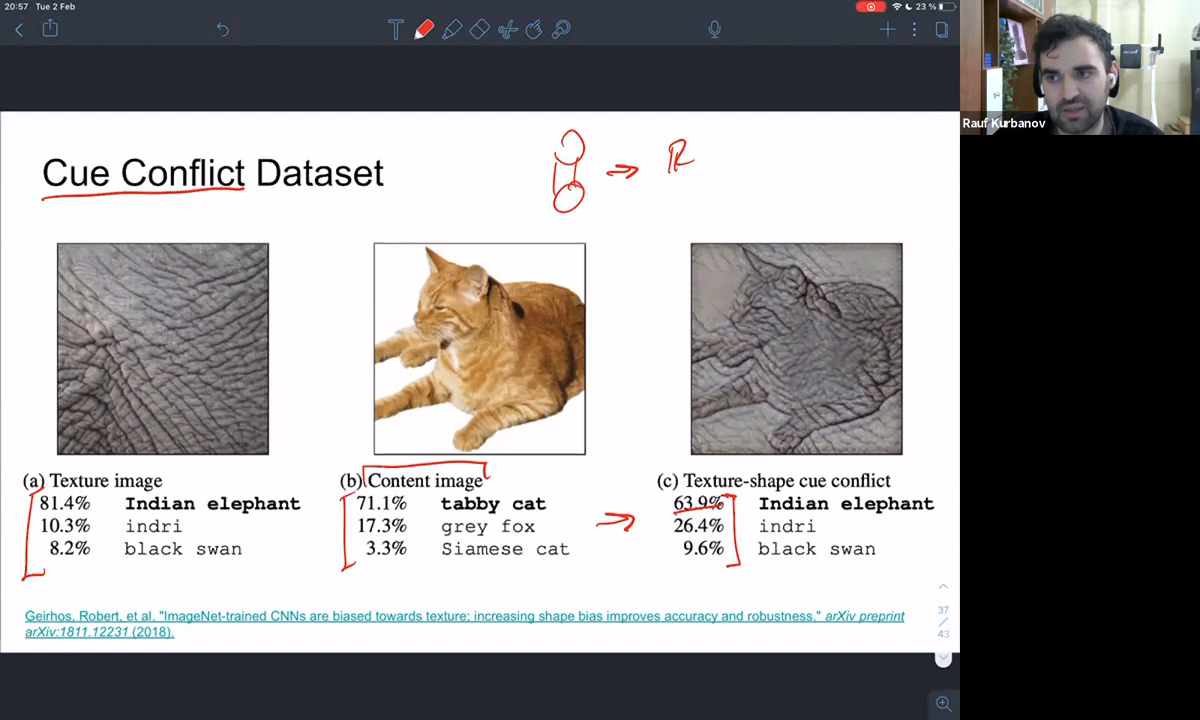 20:57 Tue 2 Feb
23 %
T
Rauf Kurbanov
Cue Conflict Dataset
→ ℝ
(a) Texture image
81.4% Indian elephant
10.3% indri
8.2% black swan
(b) Content image
71.1% tabby cat
17.3% grey fox
3.3% Siamese cat
(c) Texture-shape cue conflict
63.9% Indian elephant
26.4% indri
9.6% black swan
Geirhos, Robert, et al. "ImageNet-trained CNNs are biased towards texture; increasing shape bias improves accuracy and robustness." arXiv preprint
arXiv:1811.12231 (2018).
37
/
43